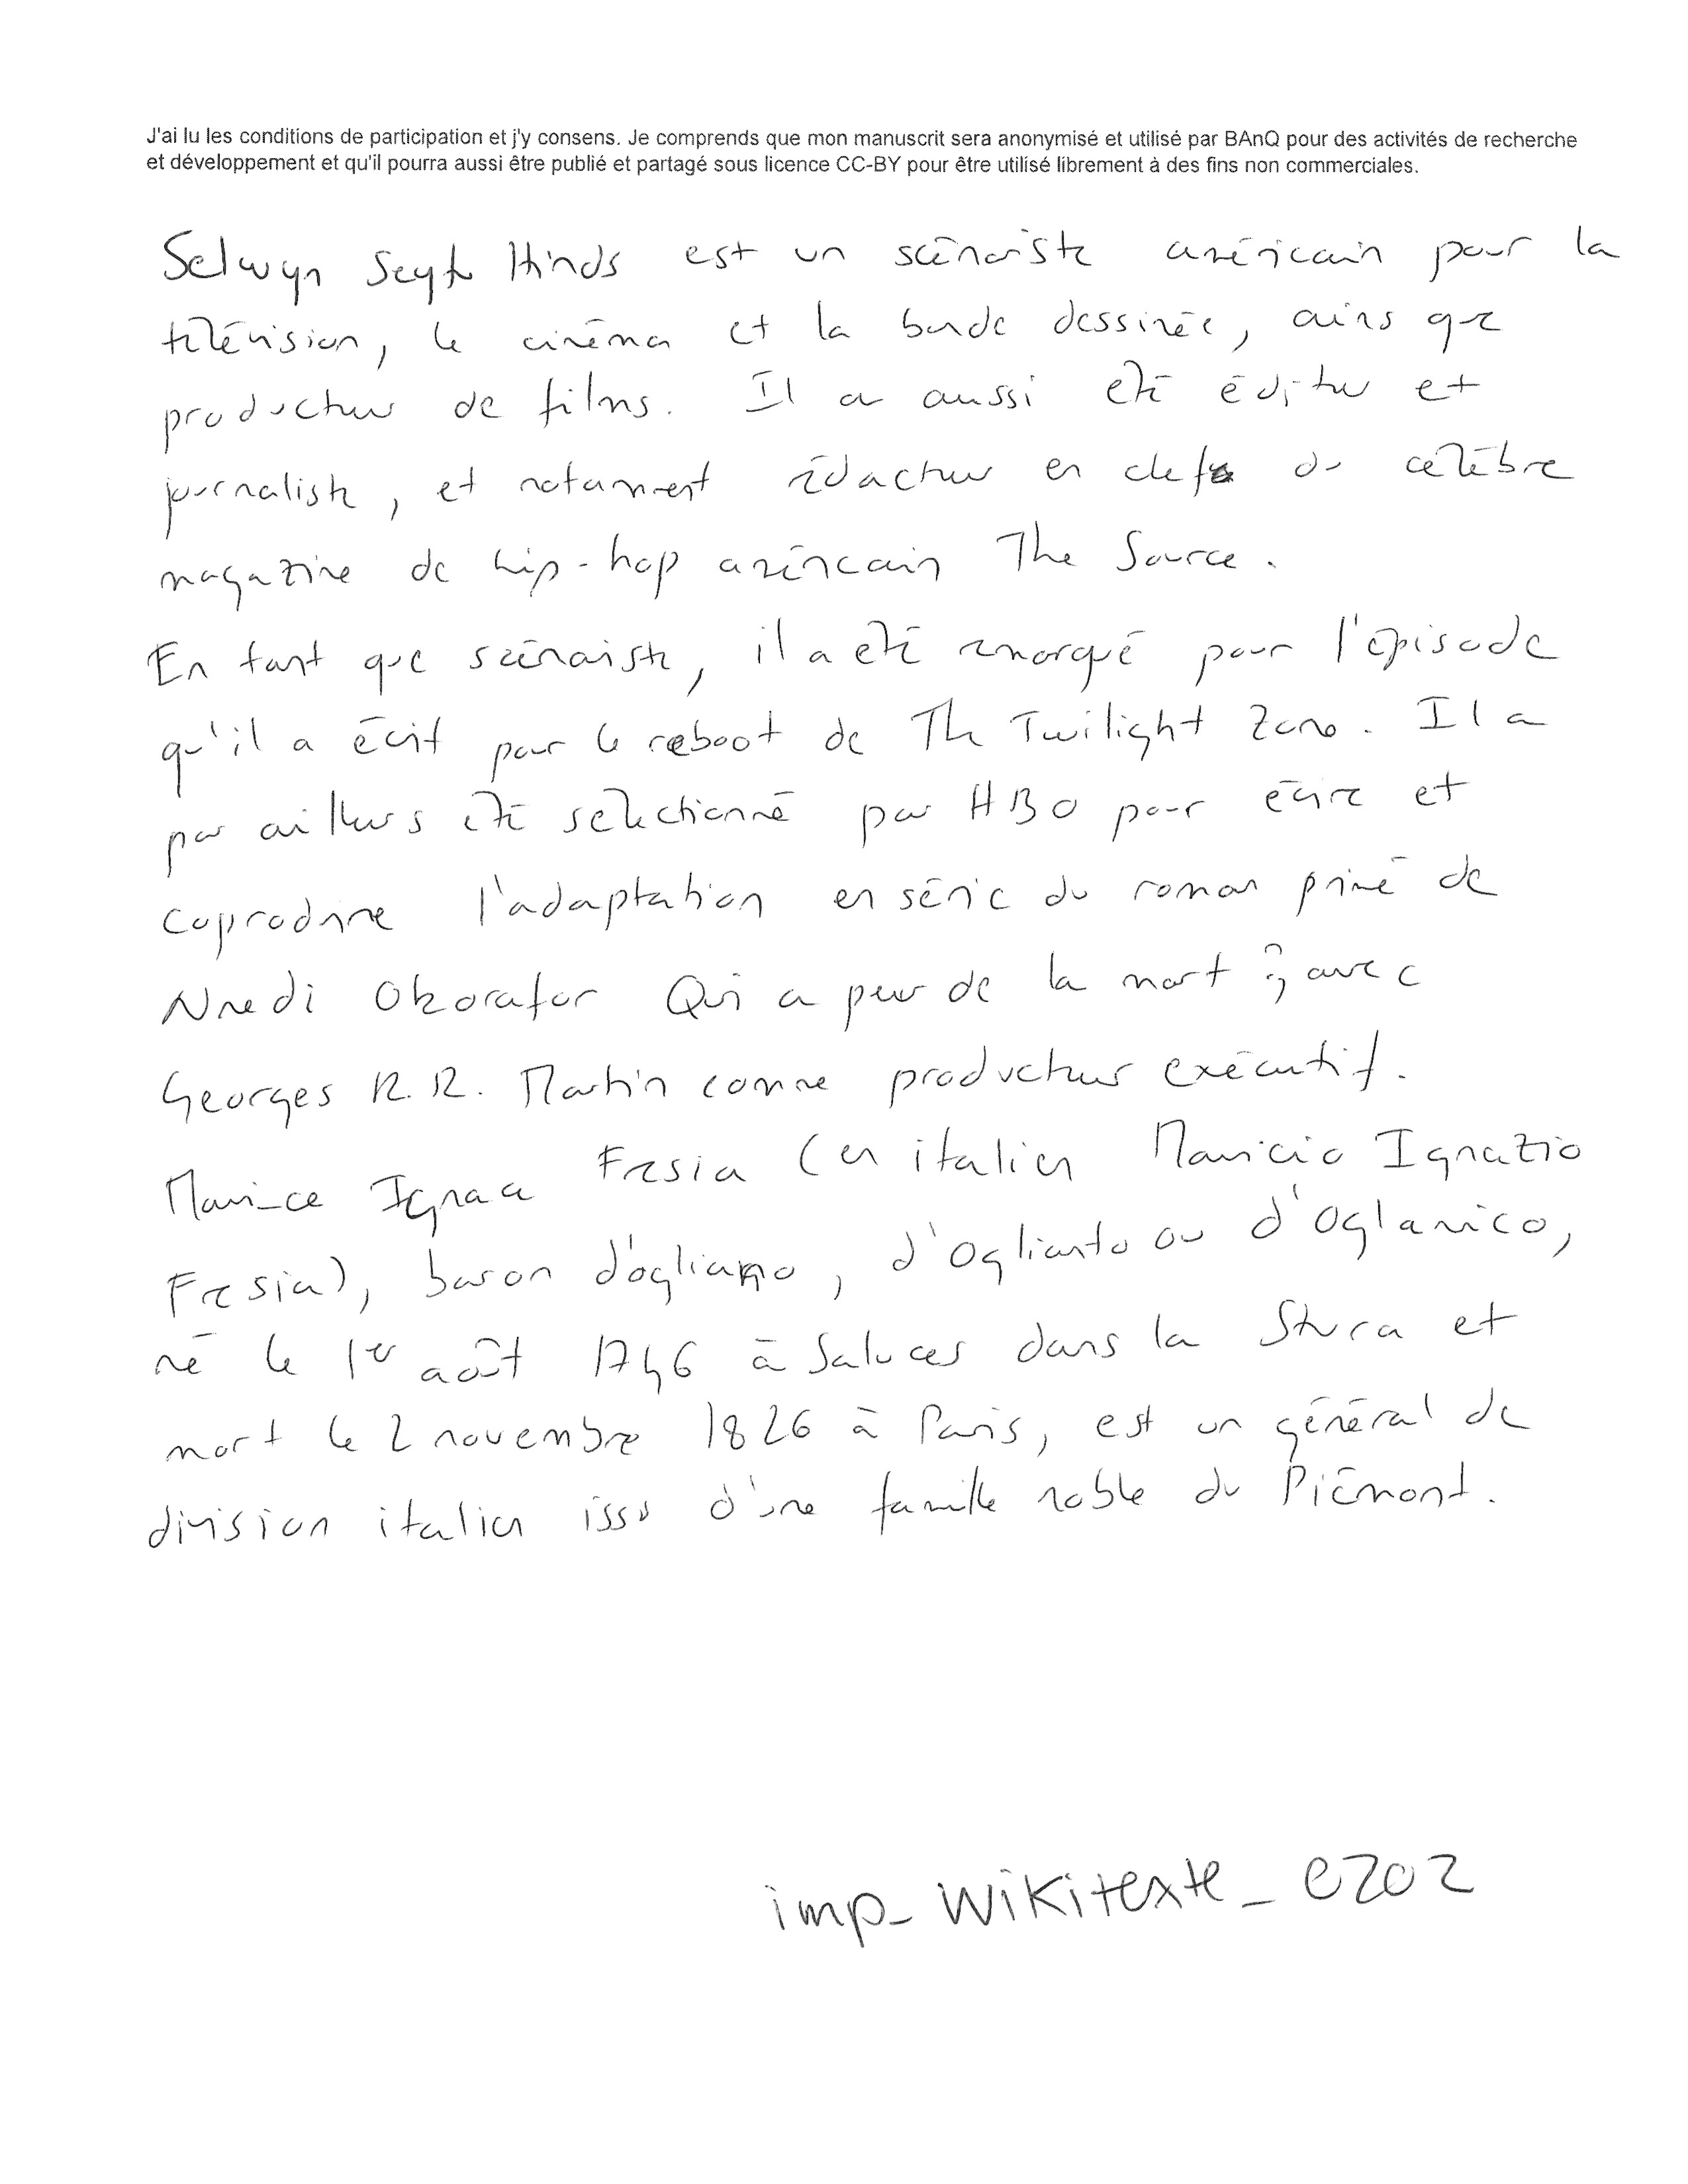 J'ai lu les conditions de participation et j'y consens. Je comprends que mon manuscrit sera anonymisé et utilisé par BAnQ pour des activités de recherche
et développement et qu'il pourra aussi être publié et partagé sous licence CC-BY pour être utilisé librement à des fins non commerciales.
Selwyn Seyfu Hinds est un scénariste américain pour la
télévision, le cinéma et la bande dessinée, ains que
producteur de films. Il a aussi été éditeur et
journaliste, et notamment rédacteur en chef du célèbre
magazine de hip-hop américain The Source.
En tant que scénariste, il a été remarqué pour l'épisode
qu'il a écrit pour le reboot de The Twilight Zone. Il a
par ailleurs été sélectionné par HBO pour écrire et
coproduire l'adaptation en série du roman primé de
Nnedi Okorafor Qui a peur de la mort ?, avec
Georges R.R. Martin comme producteur exécutif.
Maurice Ignace Fresia (en italien Mauricio Ignazio
Fresia), baron d'ogliano, d'Oglianto ou d'Oglanico,
né le 1er août 1746 à Saluces dans la Stura et
mort le 2 novembre 1826 à Paris, est un général de
division italien issu d'une famille noble du Piémont.
imp_wikitexte_e202